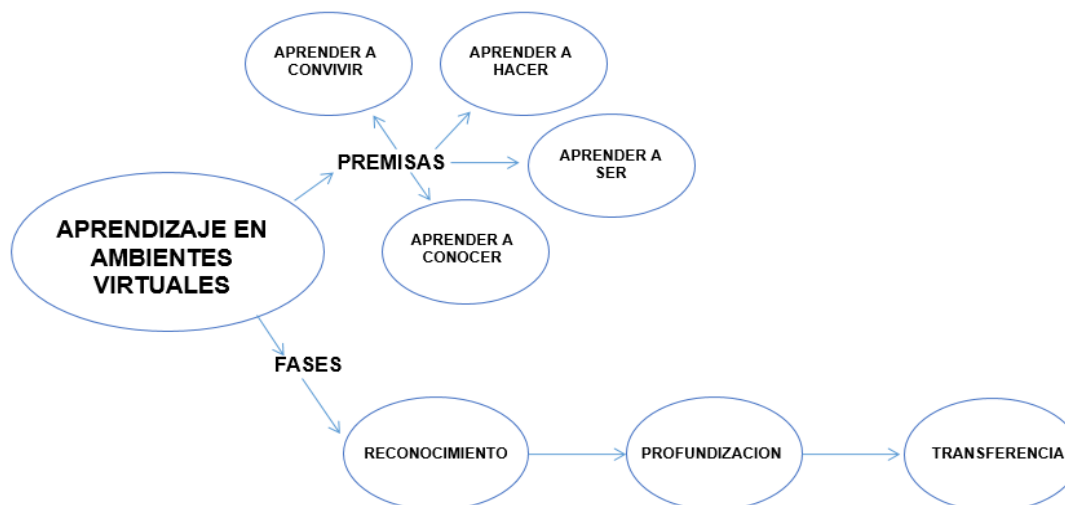 APRENDER A
CONVIVIR
APRENDER A
HACER
PREMISAS
APRENDER A
SER
APRENDER A
CONOCER
APRENDIZAJE EN
AMBIENTES
VIRTUALES
FASES
RECONOCIMIENTO
PROFUNDIZACION
TRANSFERENCIA